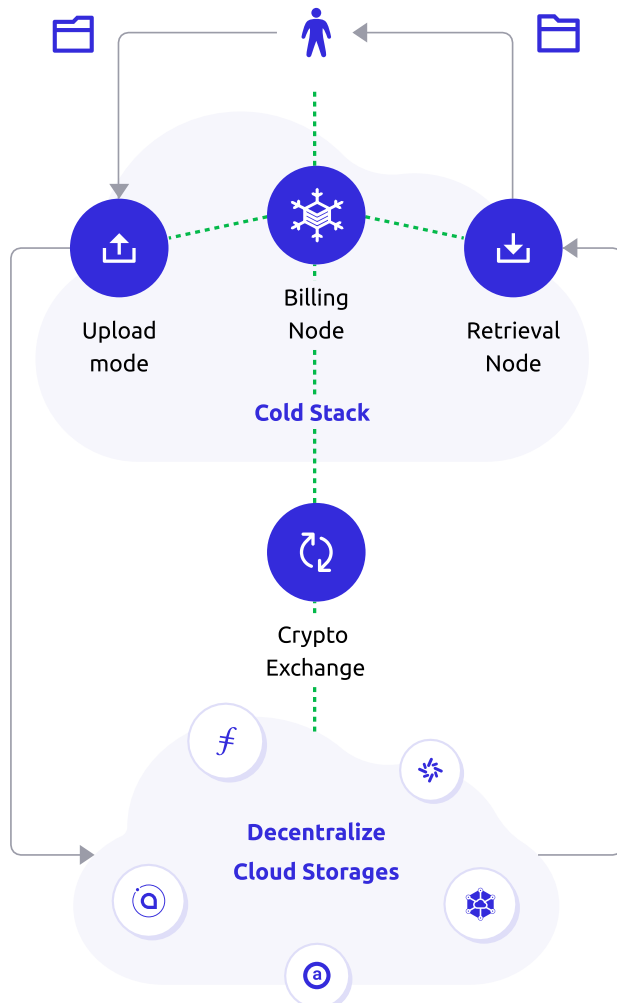 Billing
Node
Upload
mode
Retrieval
Node
Cold Stack
Crypto
Exchange
Decentralize
Cloud Storages
a